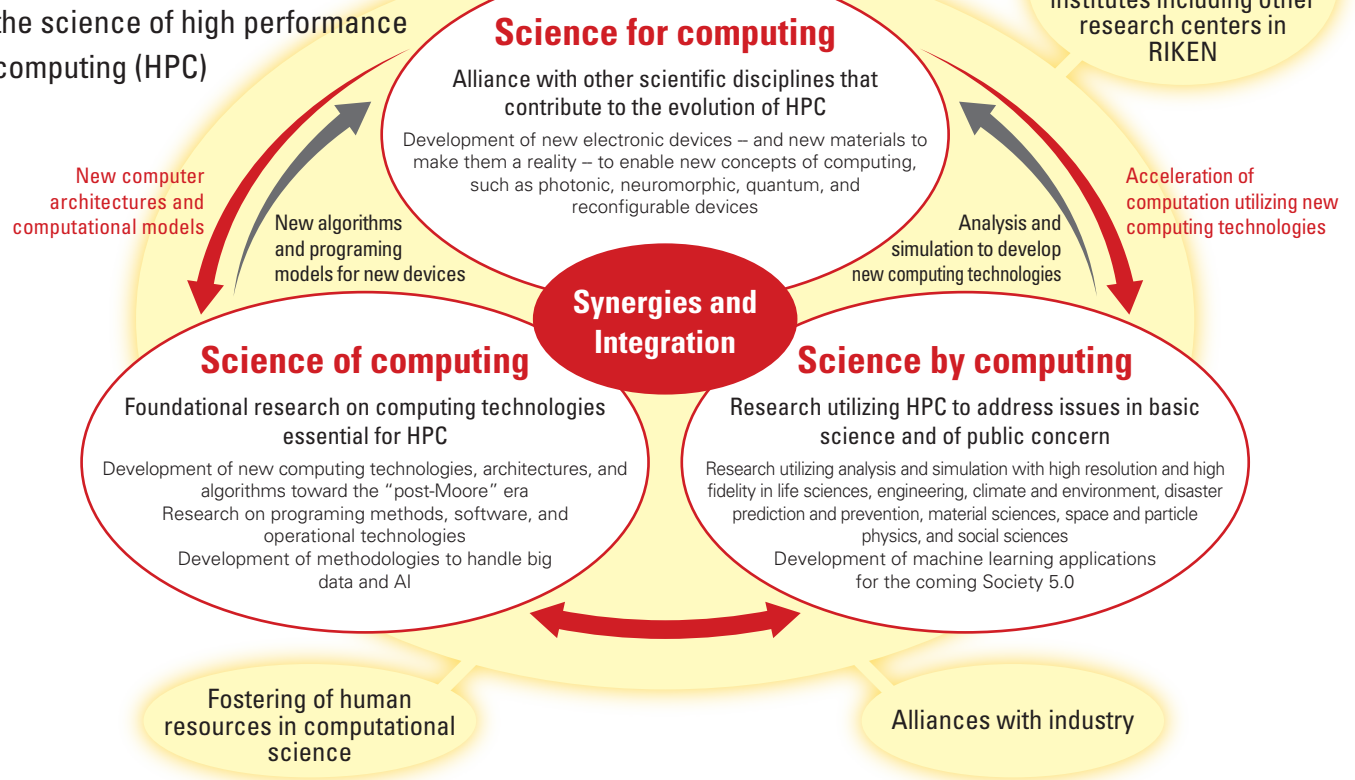 the science of high performance
computing (HPC)
institutes including other
research centers in
RIKEN
Science for computing
Alliance with other scientific disciplines that
contribute to the evolution of HPC
Development of new electronic devices – and new materials to
make them a reality – to enable new concepts of computing,
such as photonic, neuromorphic, quantum, and
reconfigurable devices
New computer
architectures and
computational models
New algorithms
and programing
models for new devices
Analysis and
simulation to develop
new computing technologies
Acceleration of
computation utilizing new
computing technologies
Synergies and
Integration
Science of computing
Foundational research on computing technologies
essential for HPC
Development of new computing technologies, architectures, and
algorithms toward the “post-Moore” era
Research on programing methods, software, and
operational technologies
Development of methodologies to handle big
data and AI
Science by computing
Research utilizing HPC to address issues in basic
science and of public concern
Research utilizing analysis and simulation with high resolution and high
fidelity in life sciences, engineering, climate and environment, disaster
prediction and prevention, material sciences, space and particle
physics, and social sciences
Development of machine learning applications
for the coming Society 5.0
Fostering of human
resources in computational
science
Alliances with industry